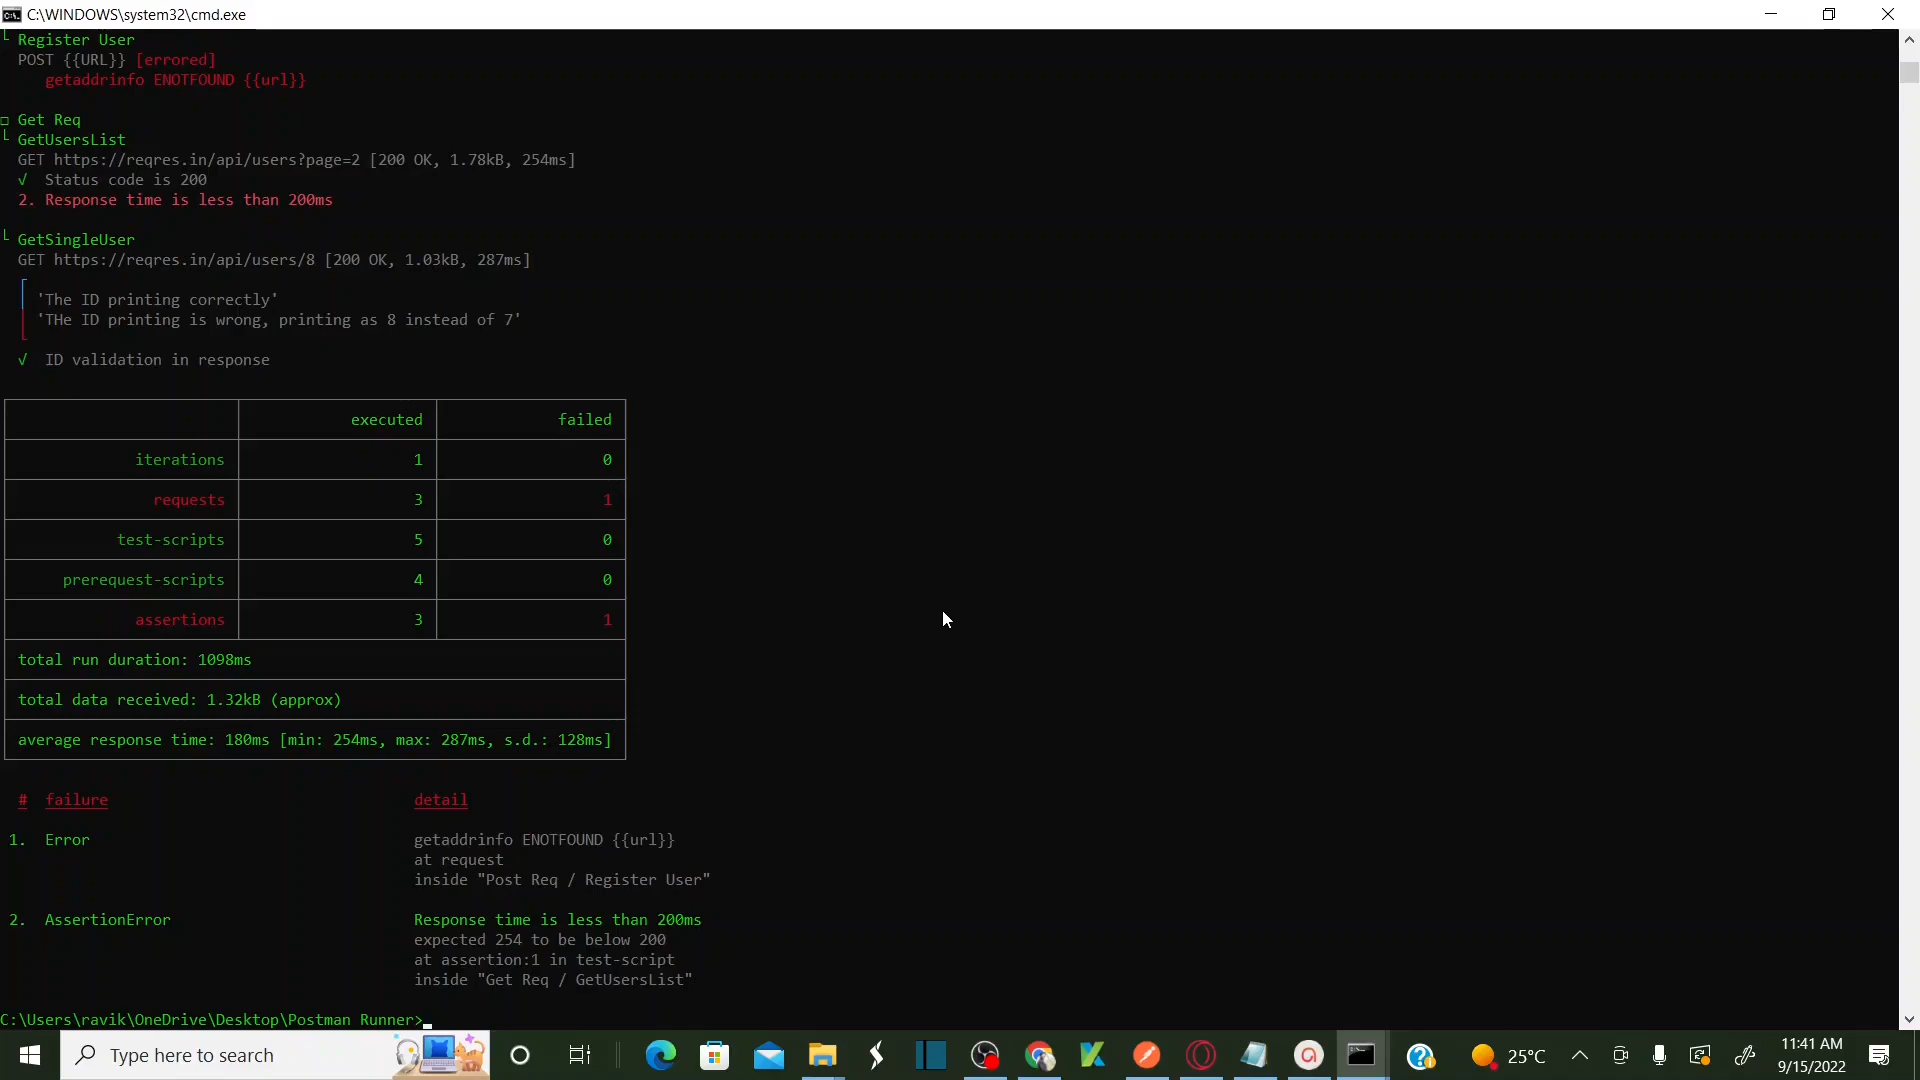 C:\WINDOWS\system32\cmd.exe
└ Register User
POST {{URL}} [errored]
getaddrinfo ENOTFOUND {{url}}
□ Get Req
└ GetUsersList
GET https://reqres.in/api/users?page=2 [200 OK, 1.78kB, 254ms]
√ Status code is 200
2. Response time is less than 200ms
└ GetSingleUser
GET https://reqres.in/api/users/8 [200 OK, 1.03kB, 287ms]
'The ID printing correctly'
'THe ID printing is wrong, printing as 8 instead of 7'
√ ID validation in response
executed failed
iterations 1 0
requests 3 1
test-scripts 5 0
prerequest-scripts 4 0
assertions 3 1
total run duration: 1098ms
total data received: 1.32kB (approx)
average response time: 180ms [min: 254ms, max: 287ms, s.d.: 128ms]
# failure detail
1. Error getaddrinfo ENOTFOUND {{url}}
at request
inside "Post Req / Register User"
2. AssertionError Response time is less than 200ms
expected 254 to be below 200
at assertion:1 in test-script
inside "Get Req / GetUsersList"
C:\Users\ravik\OneDrive\Desktop\Postman Runner>
Type here to search
25°C
11:41 AM
9/15/2022